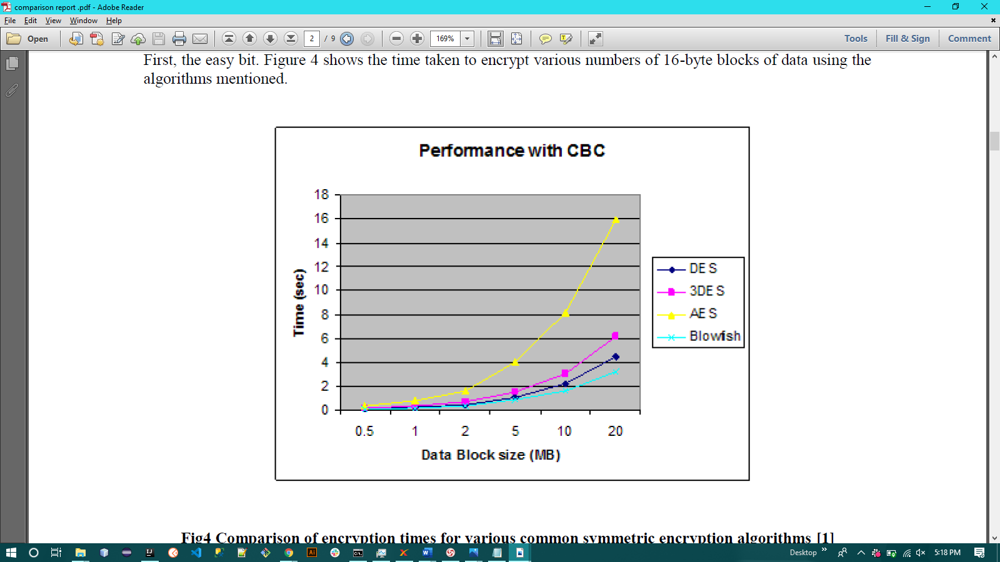 comparison report .pdf - Adobe Reader
File Edit View Window Help
Open 2 / 9 169% Tools Fill & Sign Comment
First, the easy bit. Figure 4 shows the time taken to encrypt various numbers of 16-byte blocks of data using the
algorithms mentioned.
Performance with CBC
18
16
14
12
10
8
6
4
2
0
Time (sec)
0.5 1 2 5 10 20
Data Block size (MB)
DES
3DES
AES
Blowfish
Fig4 Comparison of encryption times for various common symmetric encryption algorithms [1]
Desktop 5:18 PM